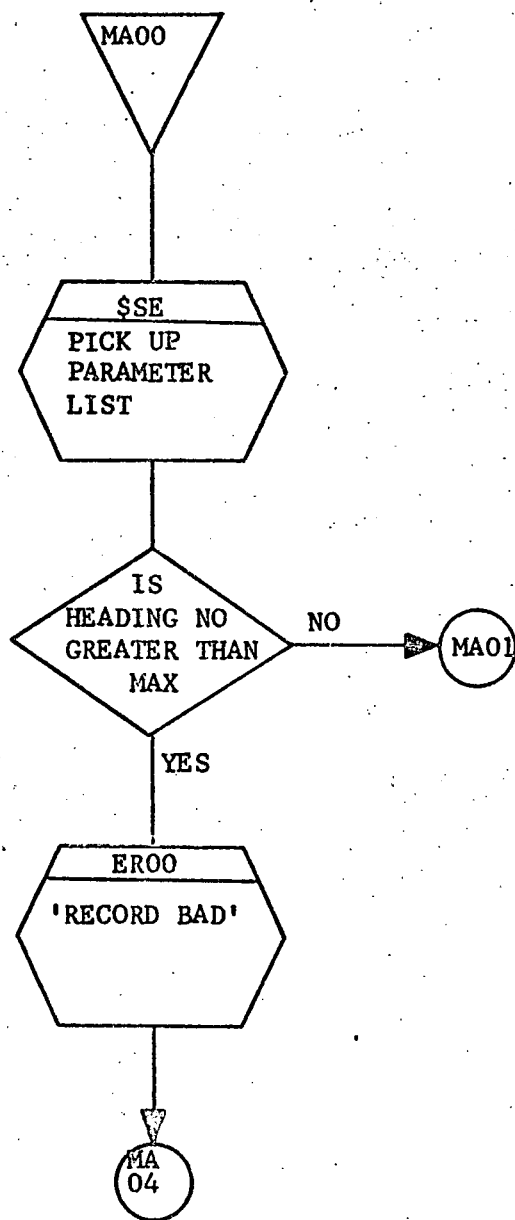 MA00
$SE
PICK UP
PARAMETER
LIST
IS
HEADING NO
GREATER THAN
MAX
NO
MA01
YES
ER00
'RECORD BAD'
MA
04